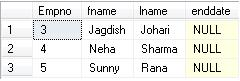 Empno fname lname enddate
1 3 Jagdish Johari NULL
2 4 Neha Sharma NULL
3 5 Sunny Rana NULL